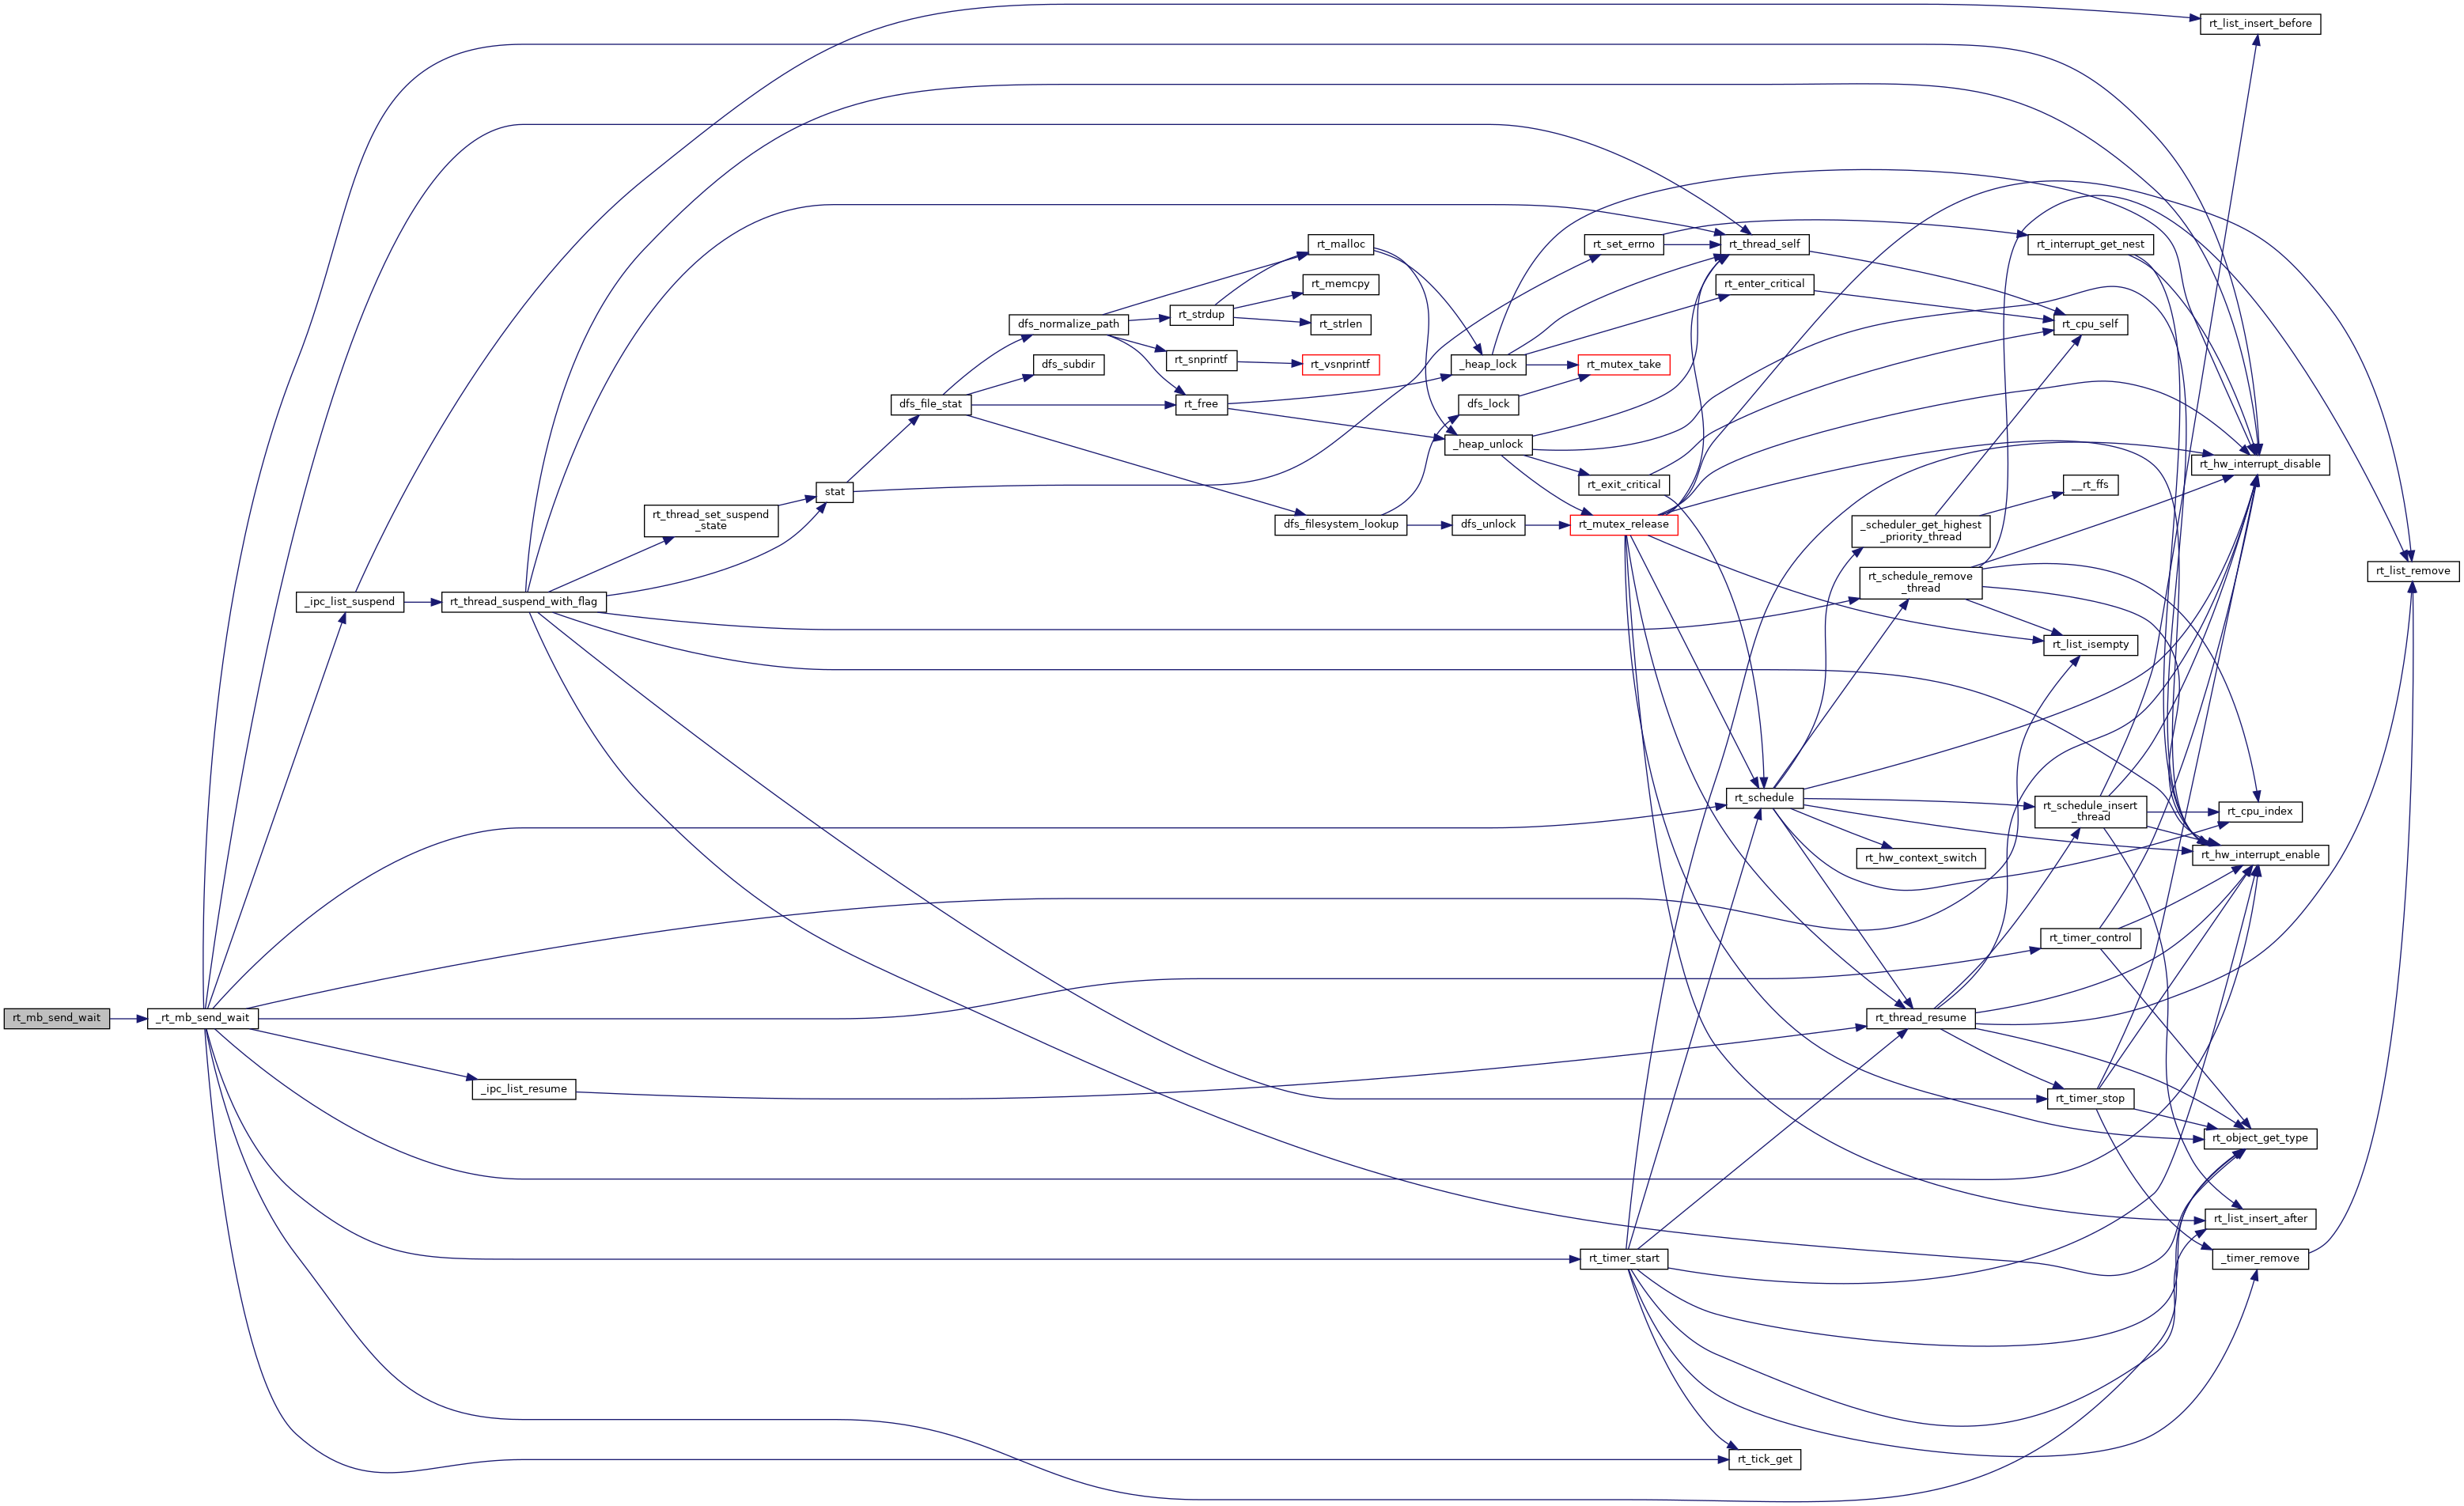 rt_list_insert_before
rt_malloc
rt_set_errno
rt_thread_self
rt_interrupt_get_nest
rt_memcpy
rt_enter_critical
dfs_normalize_path
rt_strdup
rt_strlen
rt_cpu_self
dfs_subdir
rt_snprintf
rt_vsnprintf
_heap_lock
rt_mutex_take
dfs_file_stat
rt_free
dfs_lock
_heap_unlock
rt_hw_interrupt_disable
stat
rt_exit_critical
__rt_ffs
rt_thread_set_suspend
_state
dfs_filesystem_lookup
dfs_unlock
rt_mutex_release
_scheduler_get_highest
_priority_thread
rt_list_remove
rt_schedule_remove
_thread
_ipc_list_suspend
rt_thread_suspend_with_flag
rt_list_isempty
rt_schedule
rt_schedule_insert
_thread
rt_cpu_index
rt_hw_context_switch
rt_hw_interrupt_enable
rt_timer_control
rt_mb_send_wait
_rt_mb_send_wait
rt_thread_resume
_ipc_list_resume
rt_timer_stop
rt_object_get_type
rt_list_insert_after
rt_timer_start
_timer_remove
rt_tick_get